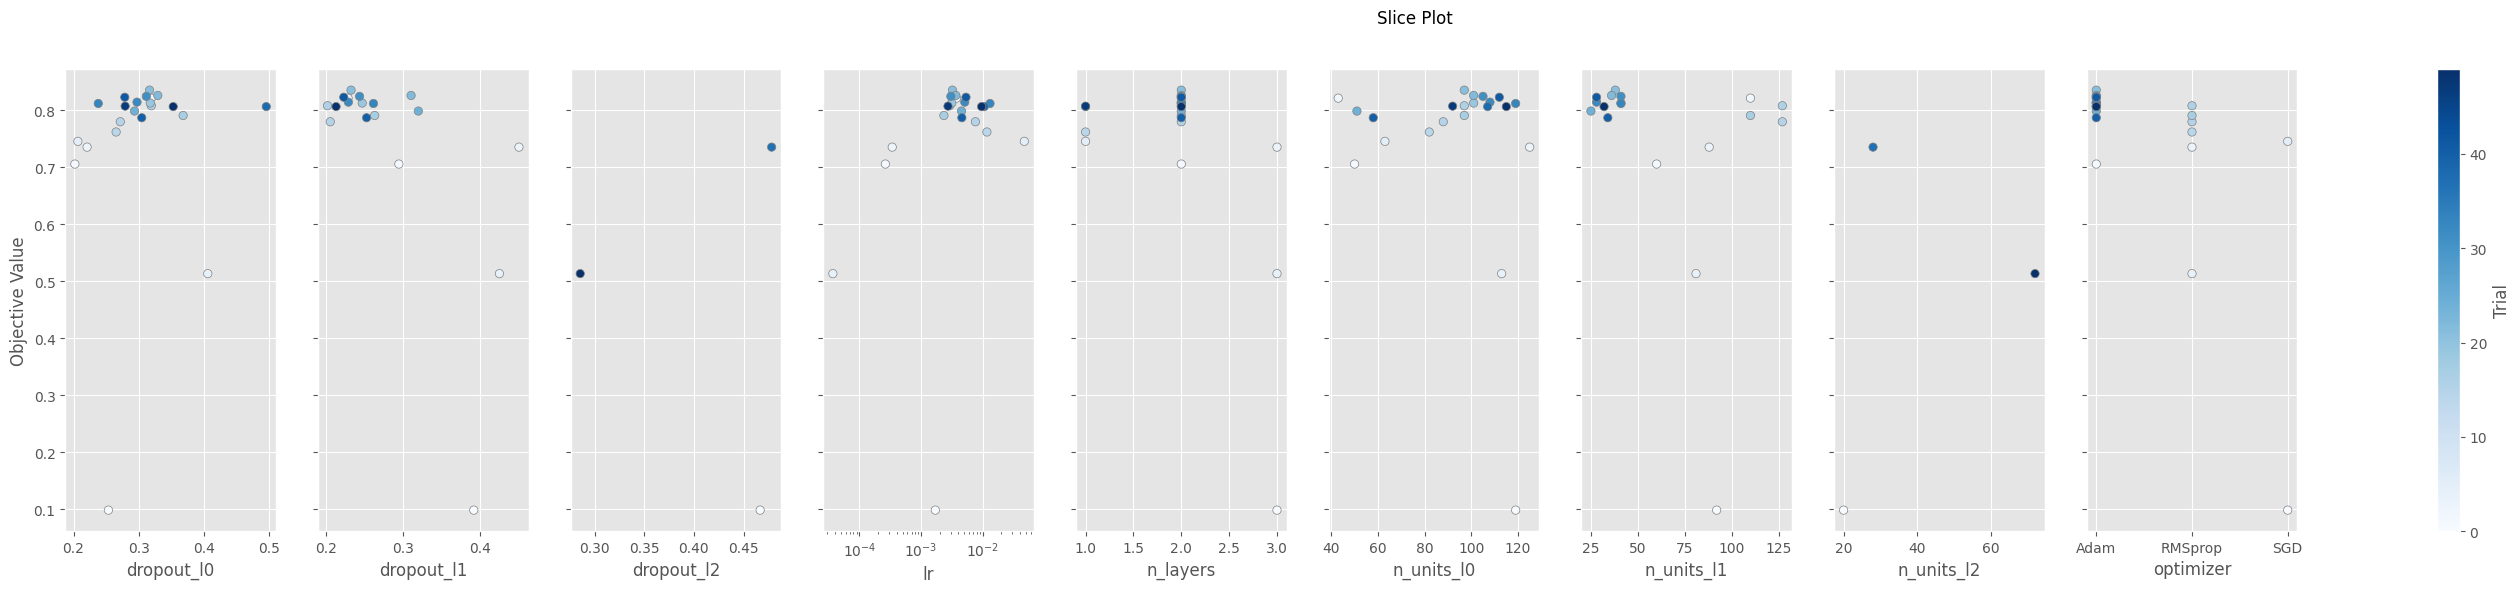 Slice Plot
Objective Value
0.8
0.7
0.6
0.5
0.4
0.3
0.2
0.1
0.2 0.3 0.4 0.5
dropout_l0
0.2 0.3 0.4
dropout_l1
0.30 0.35 0.40 0.45
dropout_l2
10⁻⁴ 10⁻³ 10⁻²
lr
1.0 1.5 2.0 2.5 3.0
n_layers
40 60 80 100 120
n_units_l0
25 50 75 100 125
n_units_l1
20 40 60
n_units_l2
Adam RMSprop SGD
optimizer
40
30
20
10
0
Trial